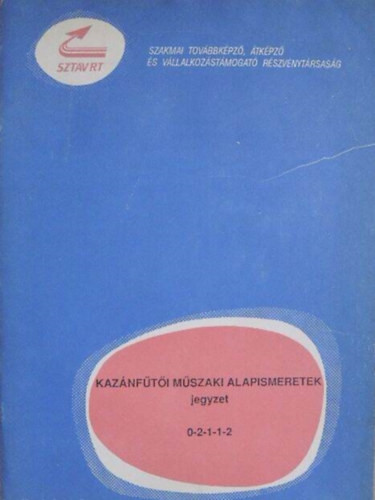 SZTAV RT
SZAKMAI TOVÁBBKÉPZŐ, ÁTKÉPZŐ
ÉS VÁLLALKOZÁSTÁMOGATÓ RÉSZVÉNYTÁRSASÁG
KAZÁNFŰTŐI MŰSZAKI ALAPISMERETEK
jegyzet
0-2-1-1-2